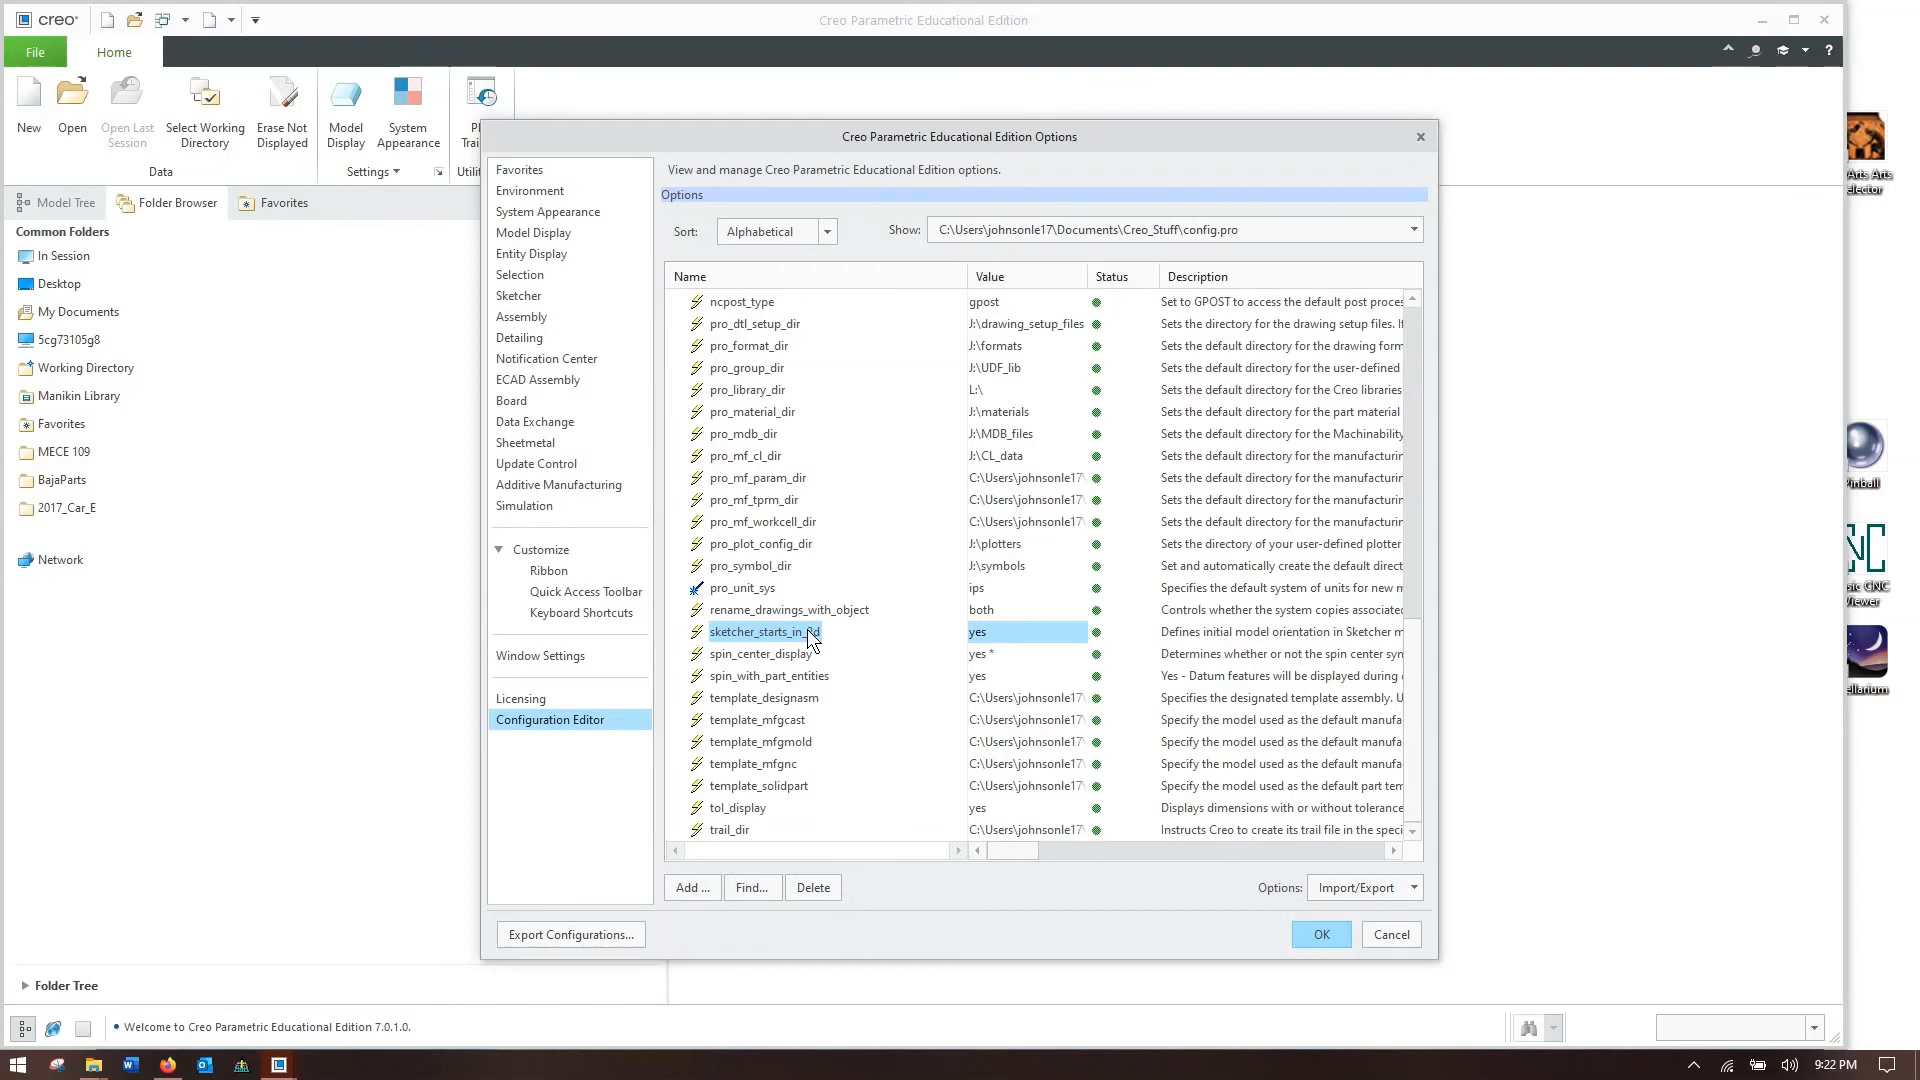 creo
Creo Parametric Educational Edition
File
Home
New
Open
Open Last Session
Select Working Directory
Erase Not Displayed
Model Display
System Appearance
Data
Settings
Model Tree
Folder Browser
Favorites
Common Folders
In Session
Desktop
My Documents
5cg73105g8
Working Directory
Manikin Library
Favorites
MECE 109
BajaParts
2017_Car_E
Network
Folder Tree
Creo Parametric Educational Edition Options
Favorites
Environment
System Appearance
Model Display
Entity Display
Selection
Sketcher
Assembly
Detailing
Notification Center
ECAD Assembly
Board
Data Exchange
Sheetmetal
Update Control
Additive Manufacturing
Simulation
Customize
Ribbon
Quick Access Toolbar
Keyboard Shortcuts
Window Settings
Licensing
Configuration Editor
View and manage Creo Parametric Educational Edition options.
Options
Sort: Alphabetical Show: C:\Users\johnsonle17\Documents\Creo_Stuff\config.pro
Name Value Status Description
ncpost_type gpost Set to GPOST to access the default post proces
pro_dtl_setup_dir J:\drawing_setup_files Sets the directory for the drawing setup files. If
pro_format_dir J:\formats Sets the default directory for the drawing form
pro_group_dir J:\UDF_lib Sets the default directory for the user-defined
pro_library_dir L:\ Sets the default directory for the Creo libraries
pro_material_dir J:\materials Sets the default directory for the part material
pro_mdb_dir J:\MDB_files Sets the default directory for the Machinability
pro_mf_cl_dir J:\CL_data Sets the default directory for the manufacturin
pro_mf_param_dir C:\Users\johnsonle17\ Sets the default directory for the manufacturin
pro_mf_tprm_dir C:\Users\johnsonle17\ Sets the default directory for the manufacturin
pro_mf_workcell_dir C:\Users\johnsonle17\ Sets the default directory for the manufacturin
pro_plot_config_dir J:\plotters Sets the directory of your user-defined plotter
pro_symbol_dir J:\symbols Set and automatically create the default direct
pro_unit_sys ips Specifies the default system of units for new m
rename_drawings_with_object both Controls whether the system copies associated
sketcher_starts_in_2d yes Defines initial model orientation in Sketcher m
spin_center_display yes * Determines whether or not the spin center syn
spin_with_part_entities yes Yes - Datum features will be displayed during
template_designasm C:\Users\johnsonle17\ Specifies the designated template assembly. U
template_mfgcast C:\Users\johnsonle17\ Specify the model used as the default manufa
template_mfgmold C:\Users\johnsonle17\ Specify the model used as the default manufa
template_mfgnc C:\Users\johnsonle17\ Specify the model used as the default manufa
template_solidpart C:\Users\johnsonle17\ Specify the model used as the default part tem
tol_display yes Displays dimensions with or without tolerance
trail_dir C:\Users\johnsonle17\ Instructs Creo to create its trail file in the speci
Add ... Find... Delete Options: Import/Export
Export Configurations... OK Cancel
Welcome to Creo Parametric Educational Edition 7.0.1.0.
9:22 PM